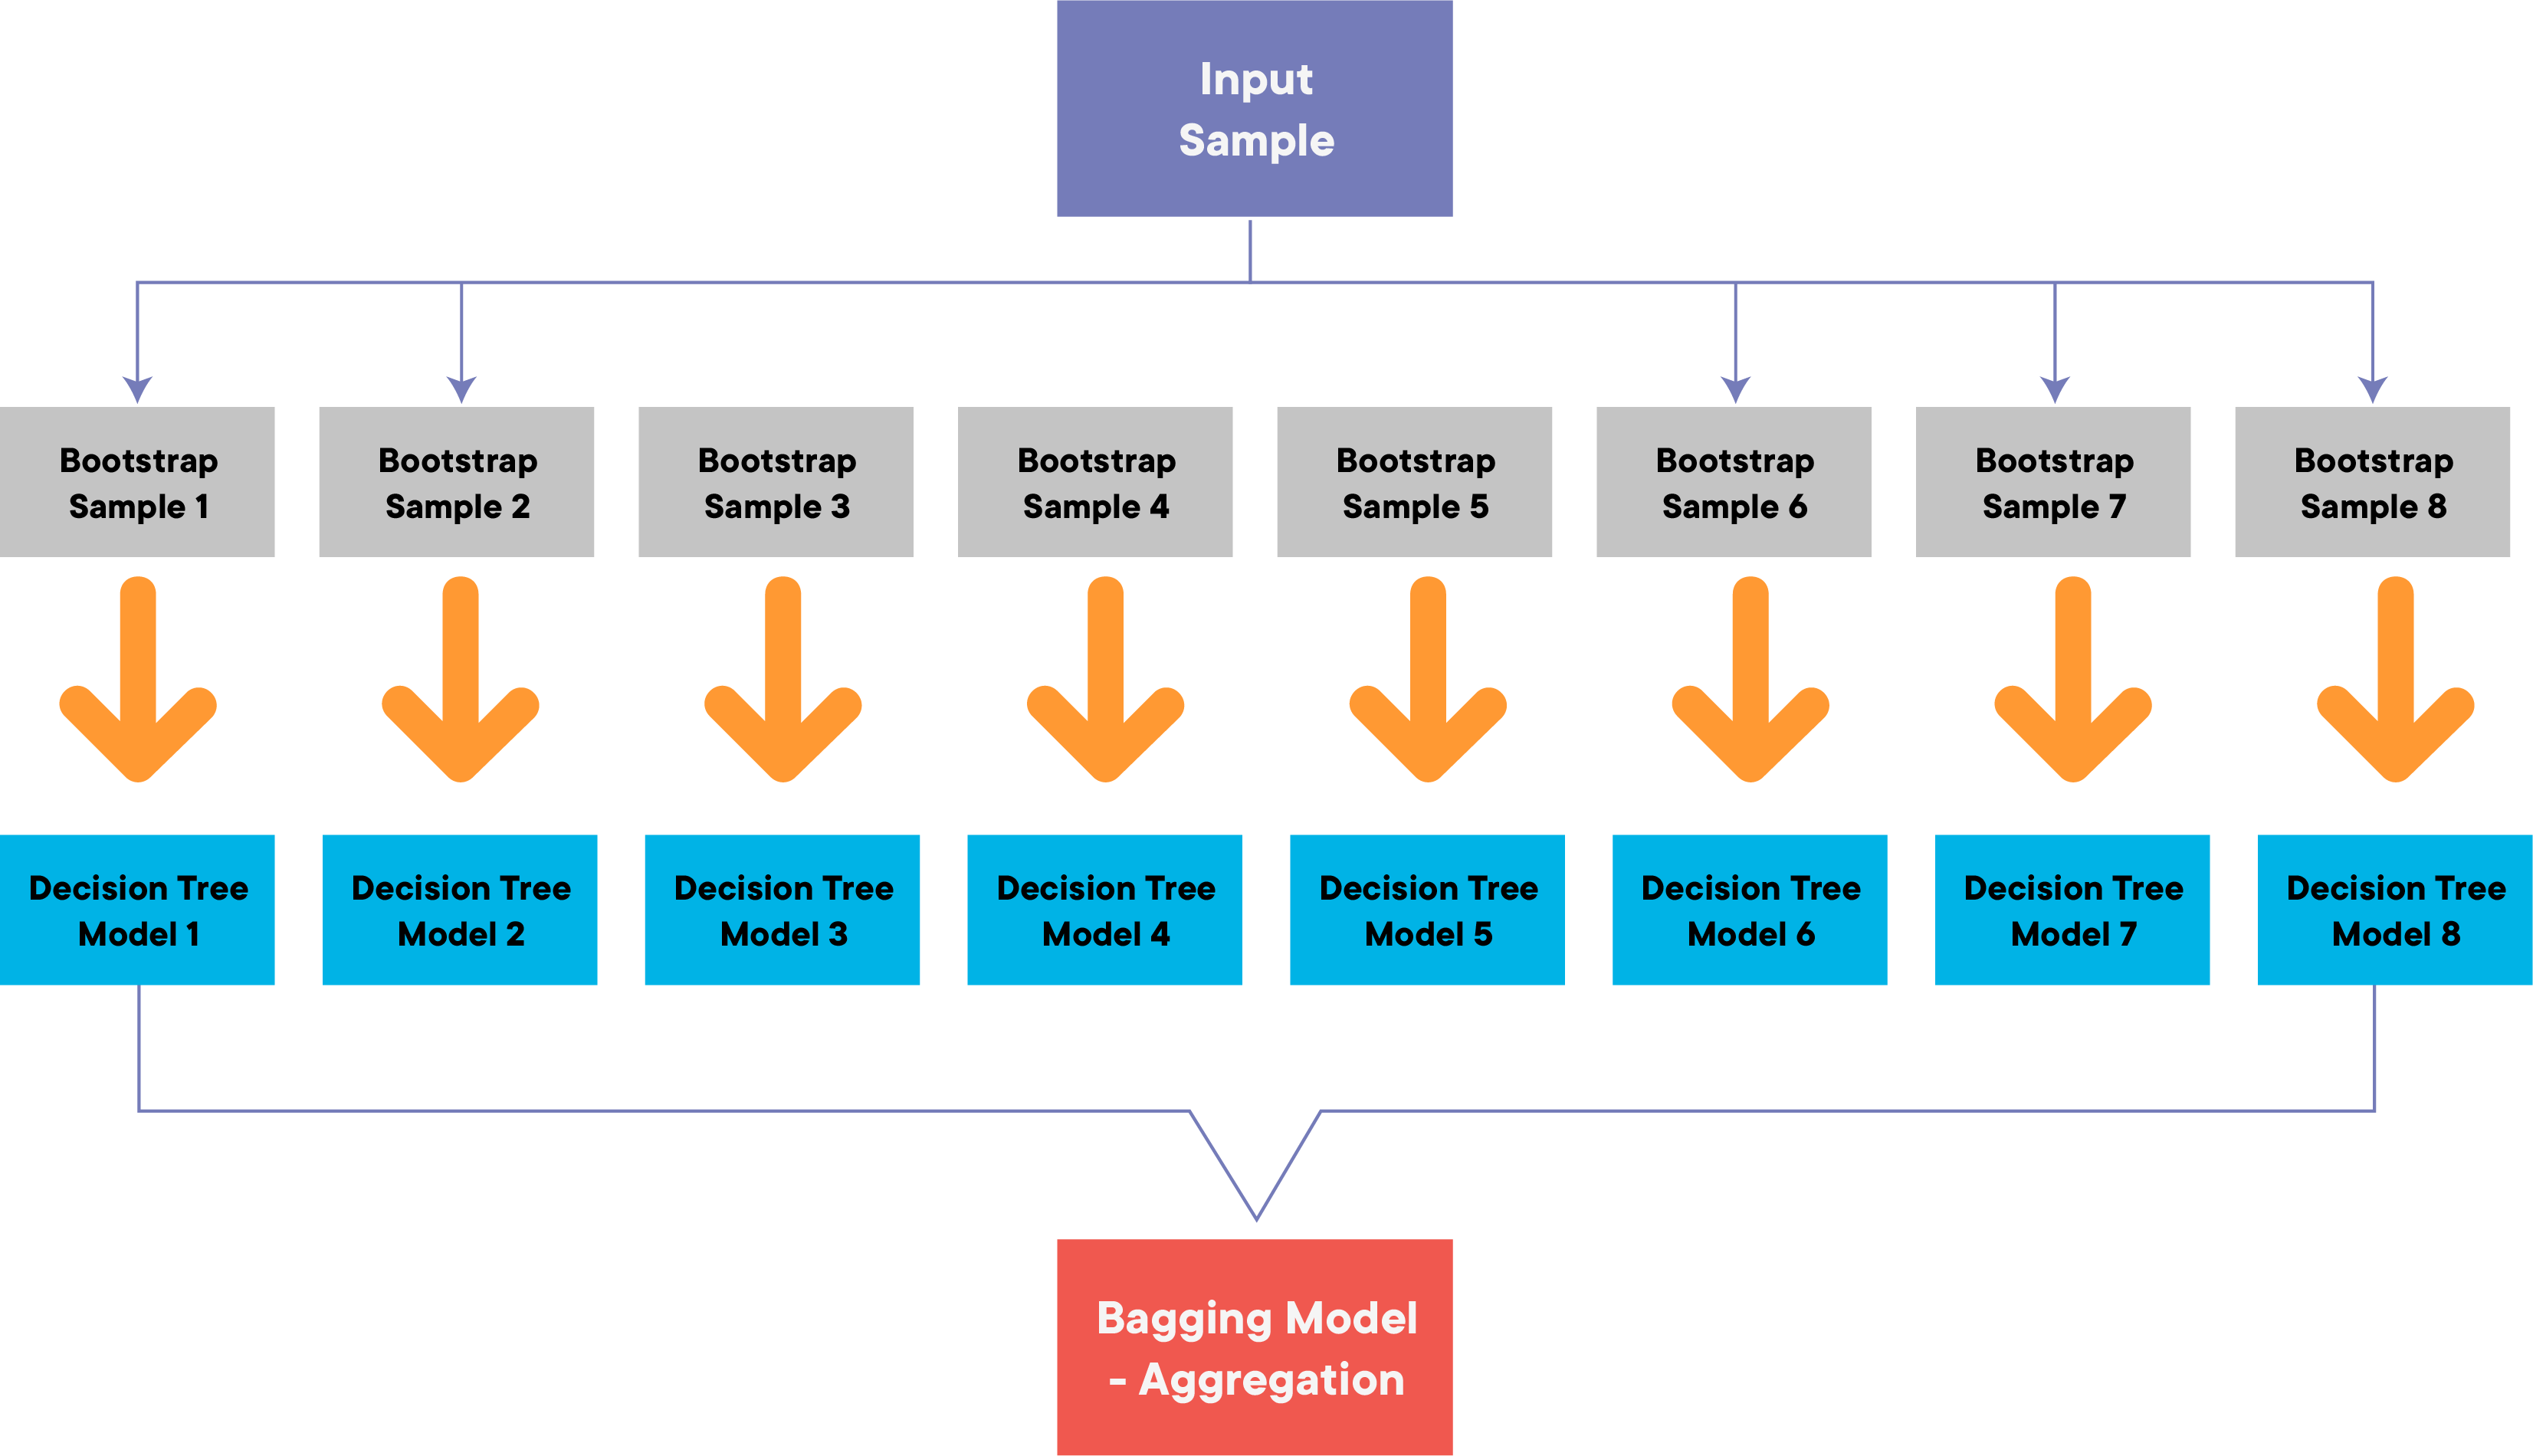 Input
Sample
Bootstrap
Sample 1
Bootstrap
Sample 2
Bootstrap
Sample 3
Bootstrap
Sample 4
Bootstrap
Sample 5
Bootstrap
Sample 6
Bootstrap
Sample 7
Bootstrap
Sample 8
Decision Tree
Model 1
Decision Tree
Model 2
Decision Tree
Model 3
Decision Tree
Model 4
Decision Tree
Model 5
Decision Tree
Model 6
Decision Tree
Model 7
Decision Tree
Model 8
Bagging Model
- Aggregation